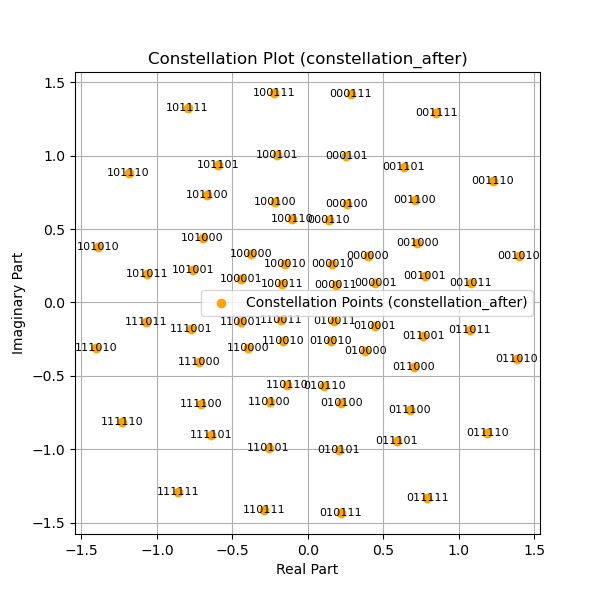 Constellation Plot (constellation_after)
1.5
100111 000111
101111 001111
1.0
100101 000101
101101 001101
101110 001110
101100 001100
100100 000100
0.5
100110 000110
101000 001000
101010 100000 000000 001010
100010 000010
101011 101001 100001 100011 000011 000001 001001 001011
0.0
Constellation Points (constellation_after)
111011 111001 110001 110011 010011 010001 011001 011011
110010 010010
111010 110000 010000 011010
111000 011000
-0.5
110110 010110
111100 110100 010100 011100
111110 011110
111101 011101
-1.0
110101 010101
111111 011111
110111 010111
-1.5
-1.5 -1.0 -0.5 0.0 0.5 1.0 1.5
Real Part
Imaginary Part